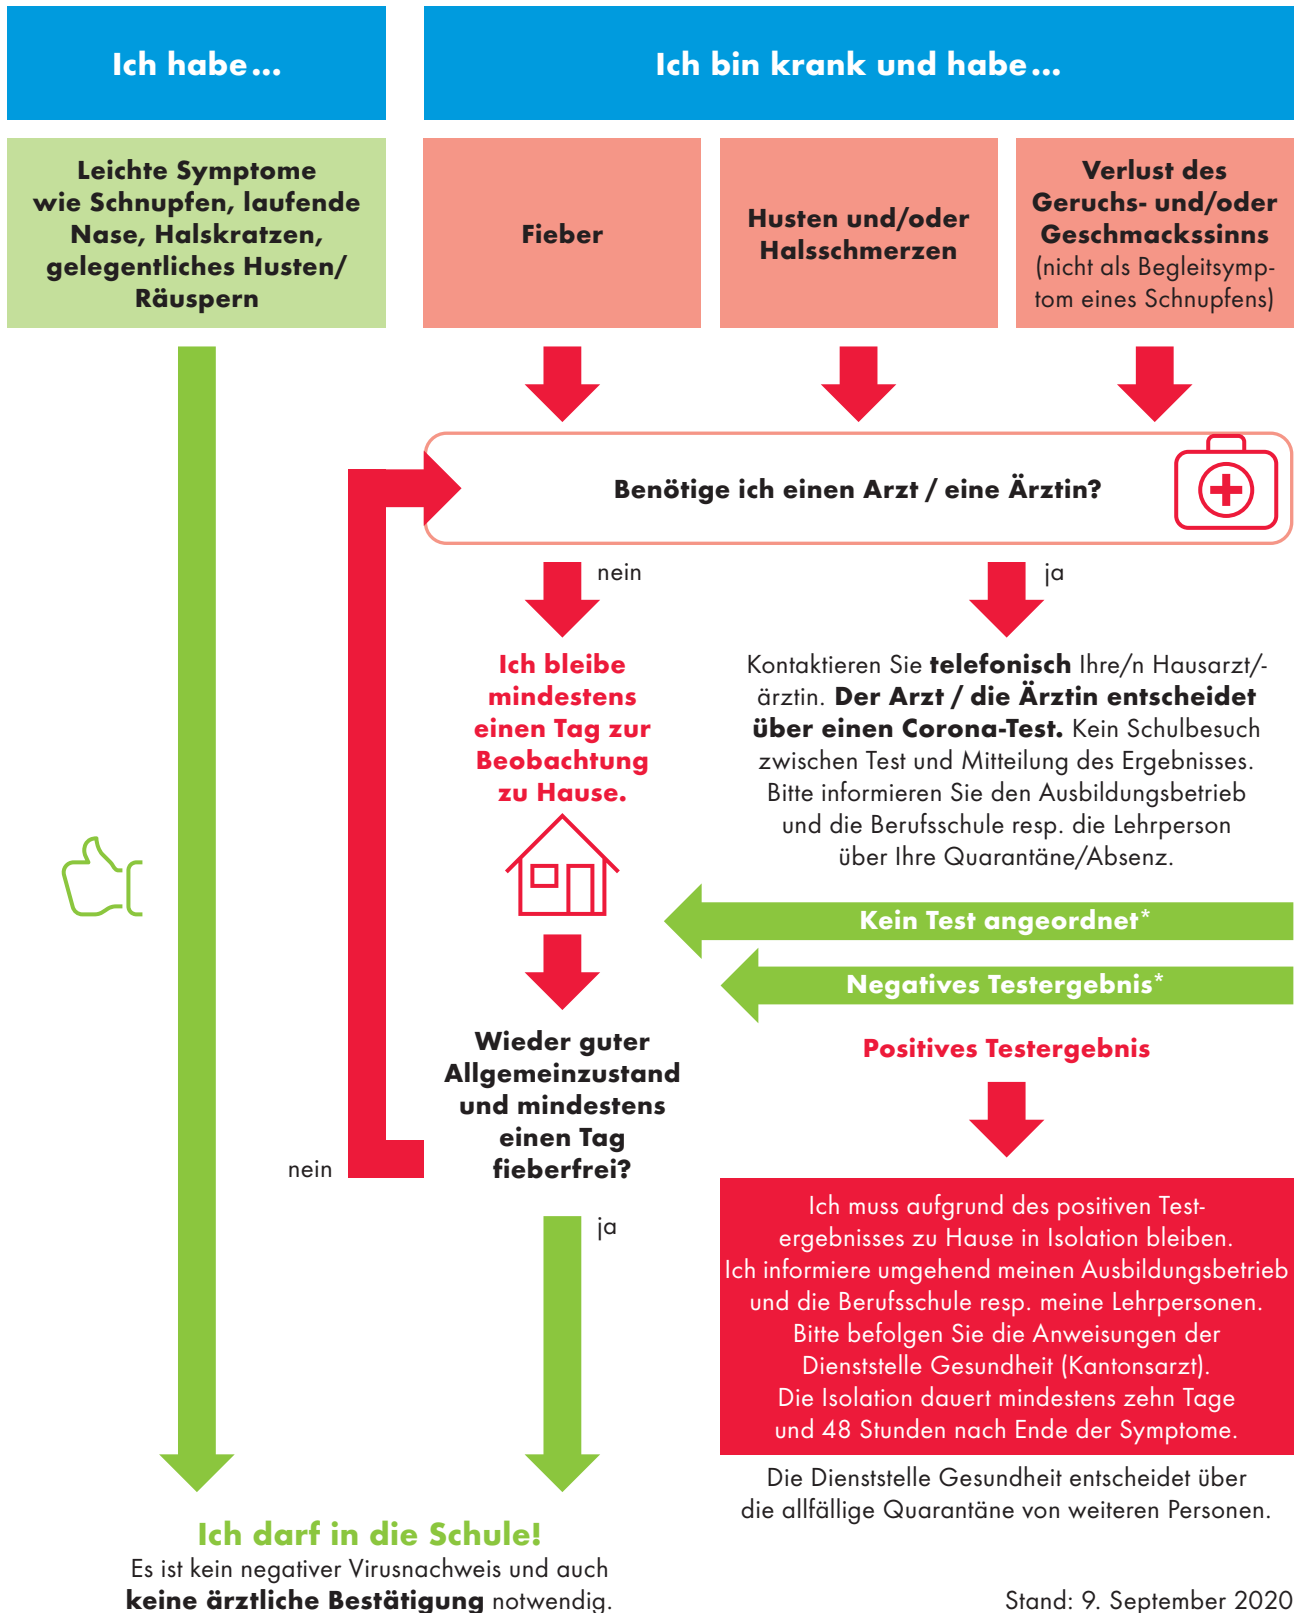 Ich habe ...
Ich bin krank und habe ...
Leichte Symptome
wie Schnupfen, laufende
Nase, Halskratzen,
gelegentliches Husten/
Räuspern
Fieber
Husten und/oder
Halsschmerzen
Verlust des
Geruchs- und/oder
Geschmackssinns
(nicht als Begleitsymp-
tom eines Schnupfens)
Benötige ich einen Arzt / eine Ärztin?
nein
ja
Ich bleibe
mindestens
einen Tag zur
Beobachtung
zu Hause.
Kontaktieren Sie telefonisch Ihre/n Hausarzt/-
ärztin. Der Arzt / die Ärztin entscheidet
über einen Corona-Test. Kein Schulbesuch
zwischen Test und Mitteilung des Ergebnisses.
Bitte informieren Sie den Ausbildungsbetrieb
und die Berufsschule resp. die Lehrperson
über Ihre Quarantäne/Absenz.
Kein Test angeordnet*
Negatives Testergebnis*
Positives Testergebnis
Wieder guter
Allgemeinzustand
und mindestens
einen Tag
fieberfrei?
nein
ja
Ich muss aufgrund des positiven Test-
ergebnisses zu Hause in Isolation bleiben.
Ich informiere umgehend meinen Ausbildungsbetrieb
und die Berufsschule resp. meine Lehrpersonen.
Bitte befolgen Sie die Anweisungen der
Dienststelle Gesundheit (Kantonsarzt).
Die Isolation dauert mindestens zehn Tage
und 48 Stunden nach Ende der Symptome.
Die Dienststelle Gesundheit entscheidet über
die allfällige Quarantäne von weiteren Personen.
Ich darf in die Schule!
Es ist kein negativer Virusnachweis und auch
keine ärztliche Bestätigung notwendig.
Stand: 9. September 2020